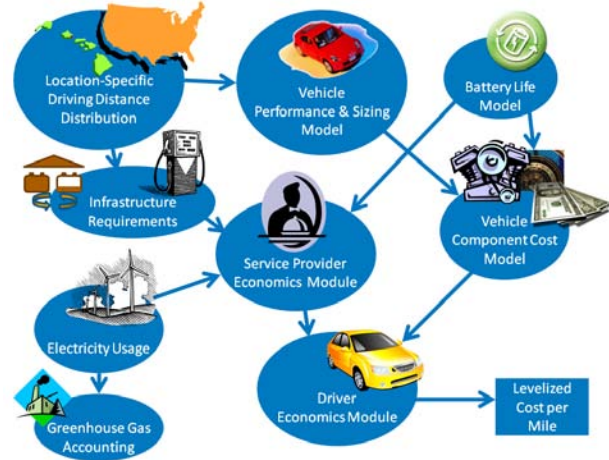 Location-Specific
Driving Distance
Distribution
Vehicle
Performance & Sizing
Model
Battery Life
Model
Infrastructure
Requirements
Service Provider
Economics Module
Vehicle
Component Cost
Model
Electricity Usage
Driver
Economics Module
Levelized
Cost per
Mile
Greenhouse Gas
Accounting